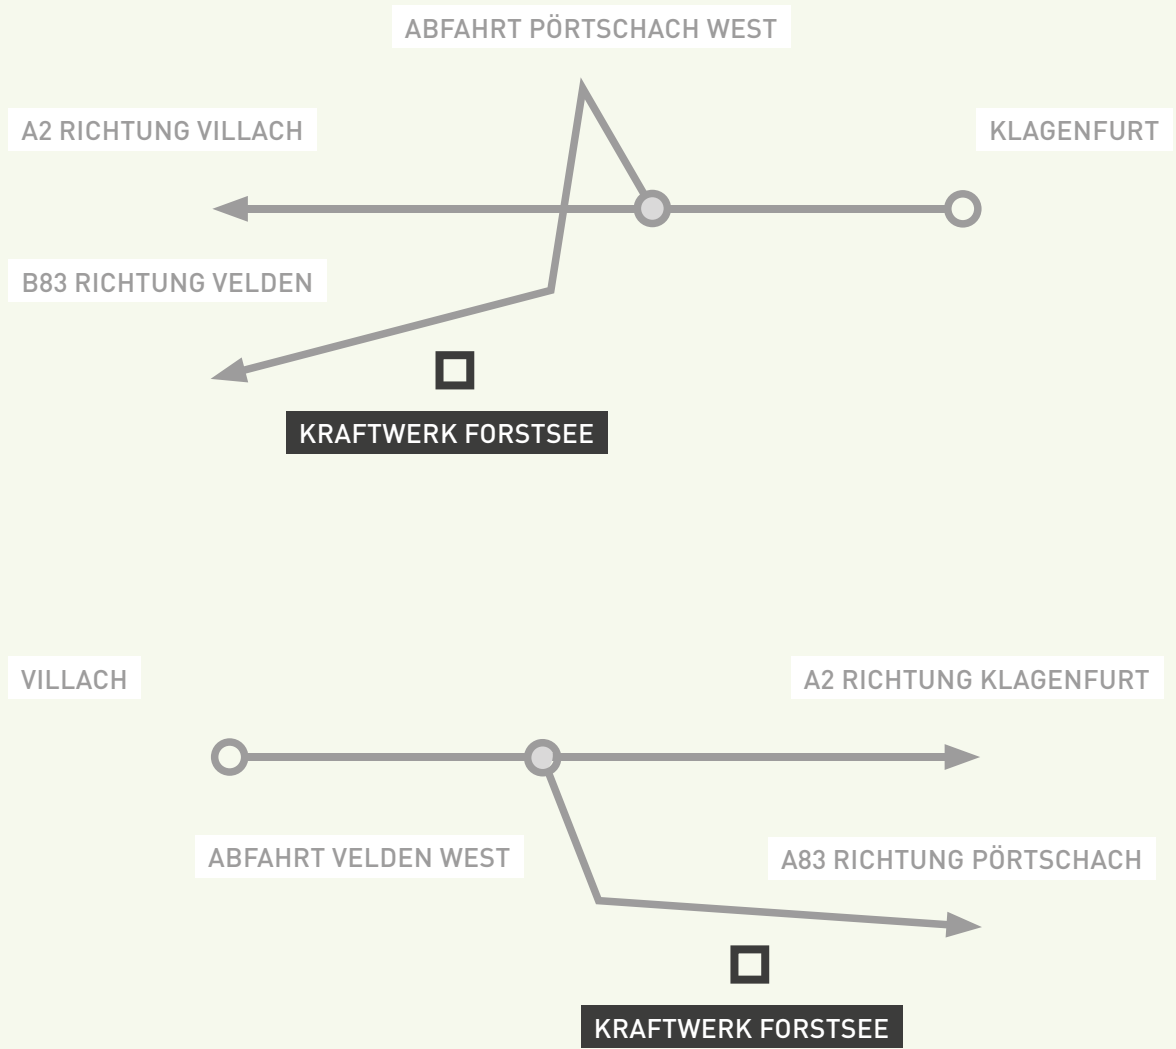 ABFAHRT PÖRTSCHACH WEST
A2 RICHTUNG VILLACH
KLAGENFURT
B83 RICHTUNG VELDEN
KRAFTWERK FORSTSEE
VILLACH
A2 RICHTUNG KLAGENFURT
ABFAHRT VELDEN WEST
A83 RICHTUNG PÖRTSCHACH
KRAFTWERK FORSTSEE